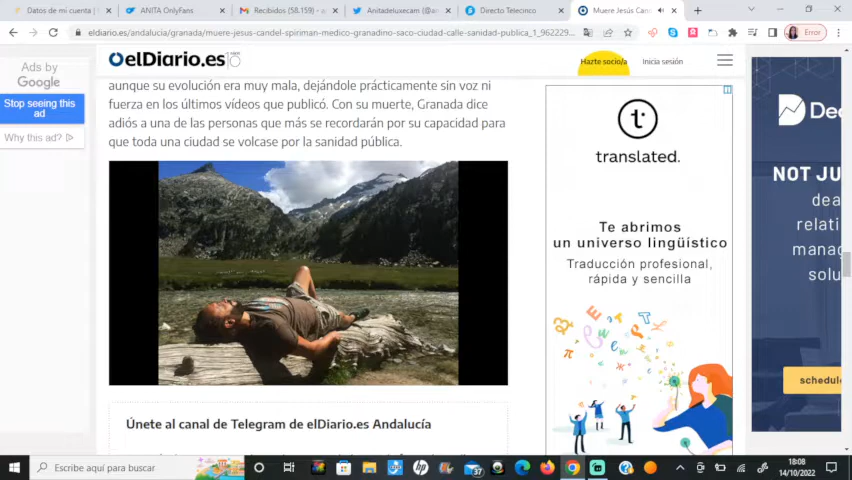 Datos de mi cuenta |
ANITA OnlyFans
Recibidos (58.159) -
Anitadeluxecam (@an
Directo Telecinco
Muere Jesús Cand
eldiario.es/andalucia/granada/muere-jesus-candel-spiriman-medico-granadino-saco-ciudad-calle-sanidad-publica_1_962229...
Error
elDiario.es
Hazte socio/a
Inicia sesión
Ads by
Google
Stop seeing this
ad
Why this ad?
aunque su evolución era muy mala, dejándole prácticamente sin voz ni
fuerza en los últimos vídeos que publicó. Con su muerte, Granada dice
adiós a una de las personas que más se recordarán por su capacidad para
que toda una ciudad se volcase por la sanidad pública.
Únete al canal de Telegram de elDiario.es Andalucía
t:
translated.
Te abrimos
un universo lingüístico
Traducción profesional,
rápida y sencilla
Dec
NOT JU
dea
relati
manag
solu
schedul
Escribe aquí para buscar
hp
37
18:08
14/10/2022